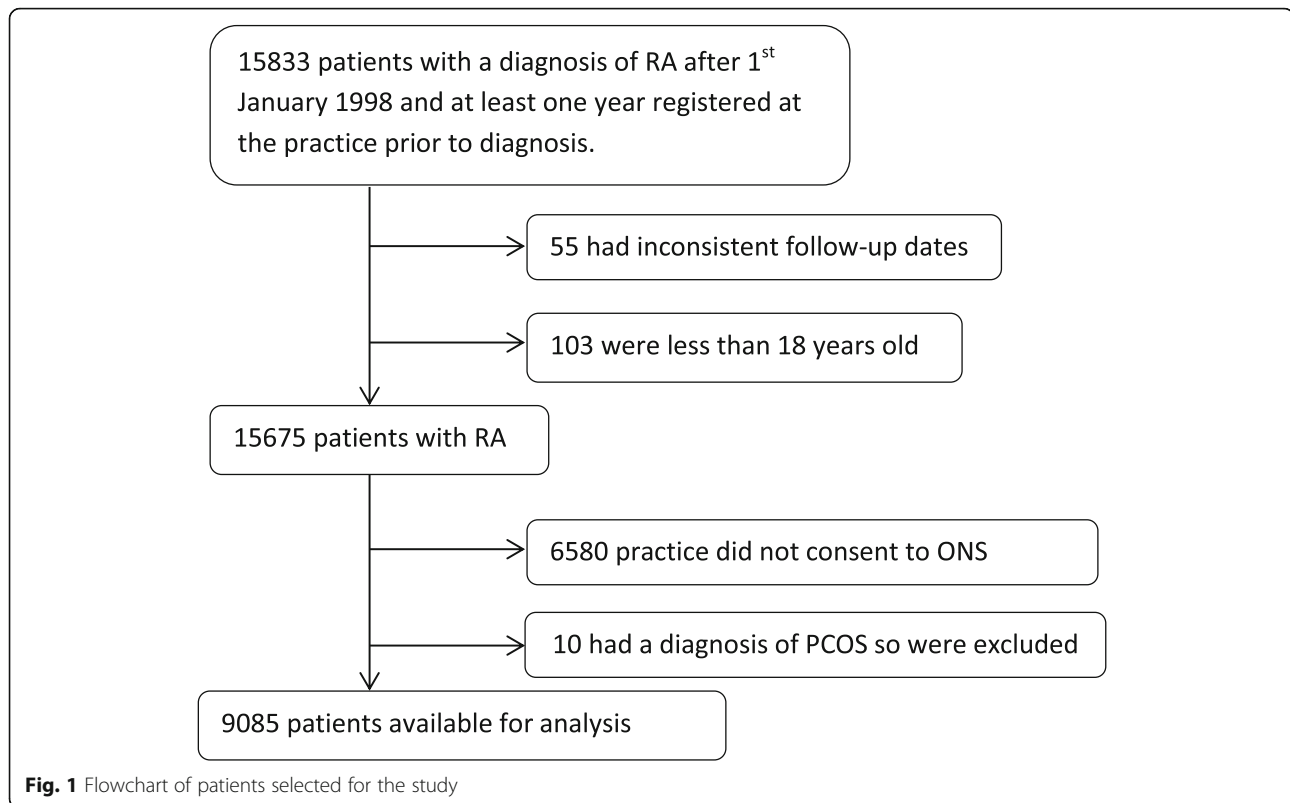 15833 patients with a diagnosis of RA after 1st
January 1998 and at least one year registered at
the practice prior to diagnosis.
55 had inconsistent follow-up dates
103 were less than 18 years old
15675 patients with RA
6580 practice did not consent to ONS
10 had a diagnosis of PCOS so were excluded
9085 patients available for analysis
Fig. 1 Flowchart of patients selected for the study